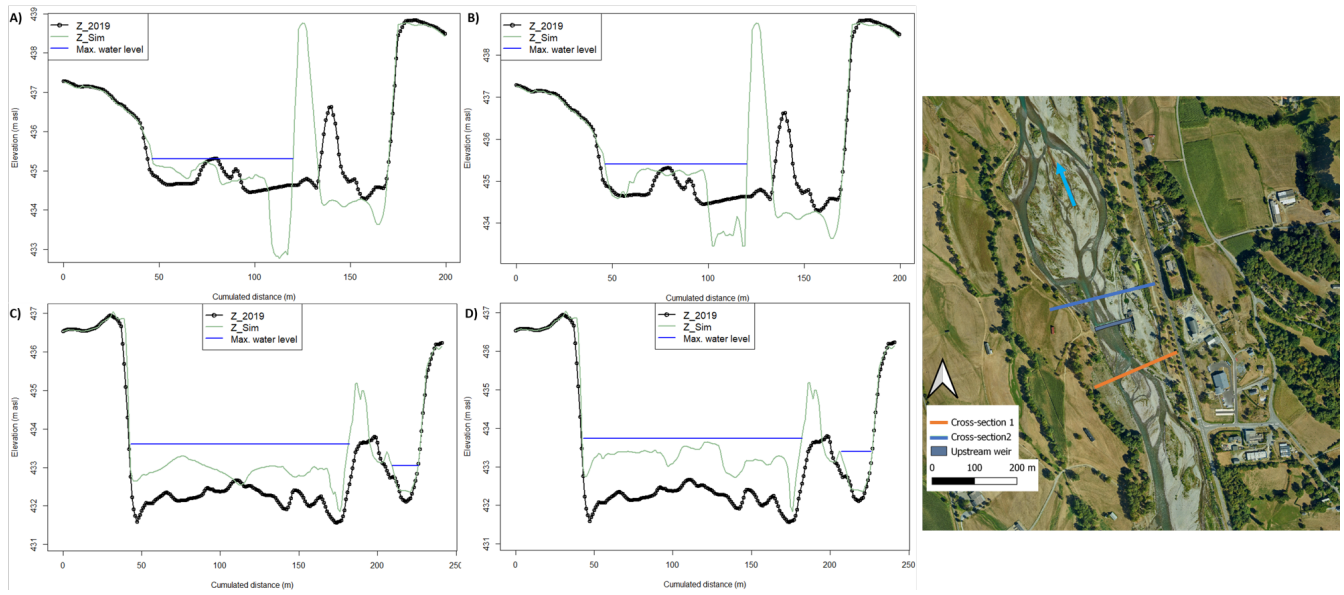 A)
Z_2019
Z_Sim
Max. water level
Elevation (m asl)
433 434 435 436 437 438 439
0 50 100 150 200
Cumulated distance (m)
B)
Z_2019
Z_Sim
Max. water level
Elevation (m asl)
434 435 436 437 438
0 50 100 150 200
Cumulated distance (m)
C)
Z_2019
Z_Sim
Max. water level
Elevation (m asl)
431 432 433 434 435 436 437
0 50 100 150 200 250
Cumulated distance (m)
D)
Z_2019
Z_Sim
Max. water level
Elevation (m asl)
431 432 433 434 435 436 437
0 50 100 150 200 250
Cumulated distance (m)
Cross-section 1
Cross-section2
Upstream weir
0 100 200 m